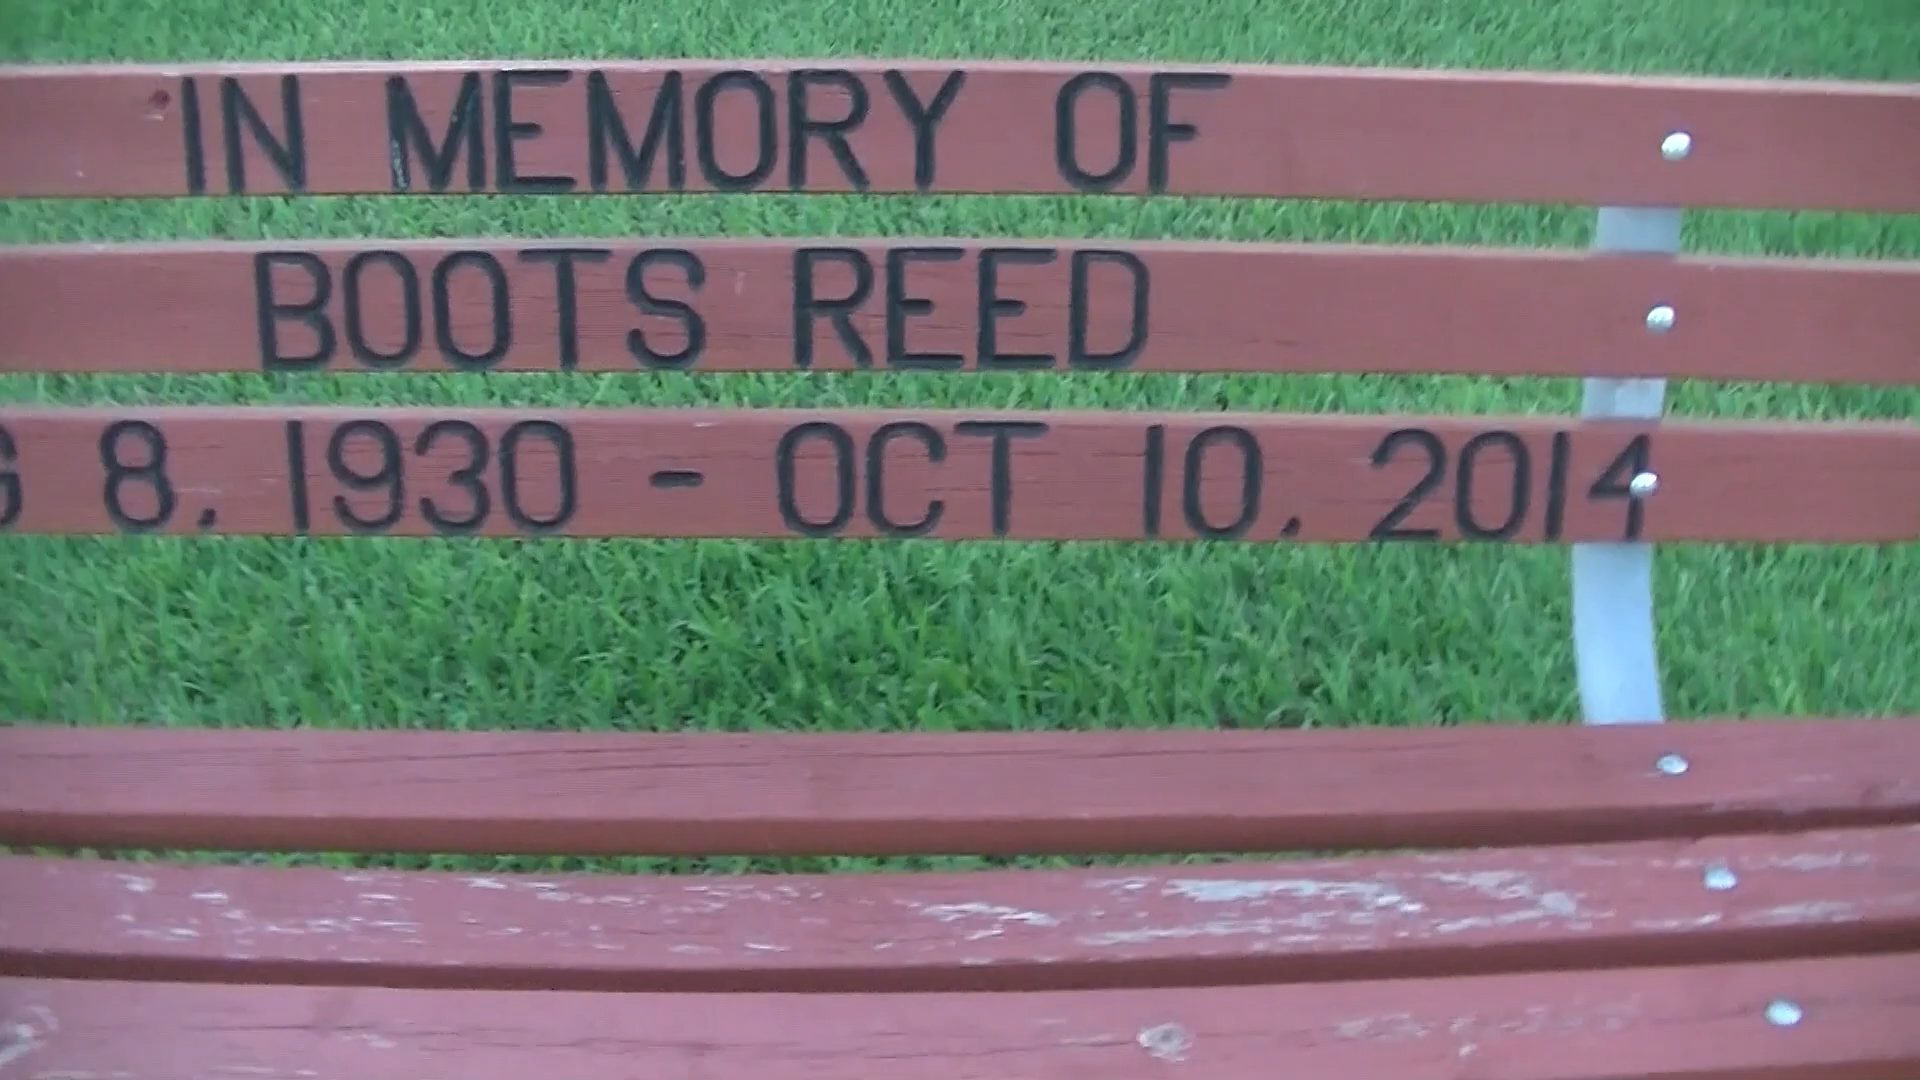 IN MEMORY OF
BOOTS REED
G 8, 1930 - OCT 10, 2014